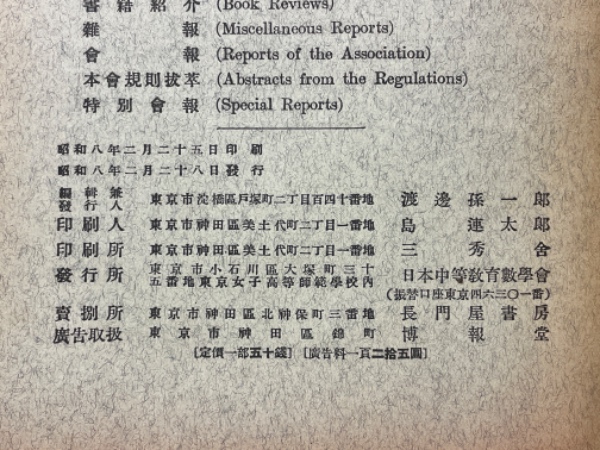 書籍紹介 (Book Reviews)
雜報 (Miscellaneous Reports)
會報 (Reports of the Association)
本會規則拔萃 (Abstracts from the Regulations)
特別會報 (Special Reports)
昭和八年二月二十五日印刷
昭和八年二月二十八日發行
編輯兼發行人 東京市淀橋區戸塚町二丁目百四十番地 渡邊孫一郎
印刷人 東京市神田區美土代町二丁目一番地 島連太郎
印刷所 東京市神田區美土代町二丁目一番地 三秀舍
發行所 東京市小石川區大塚町三十五番地東京女子高等師範學校内 日本中等教育數學會
(振替口座東京四六三〇一番)
賣捌所 東京市神田區北神保町三番地 長門屋書房
廣告取扱 東京市神田區錦町 博報堂
[定價一部五十錢] [廣告料一頁二拾五圓]